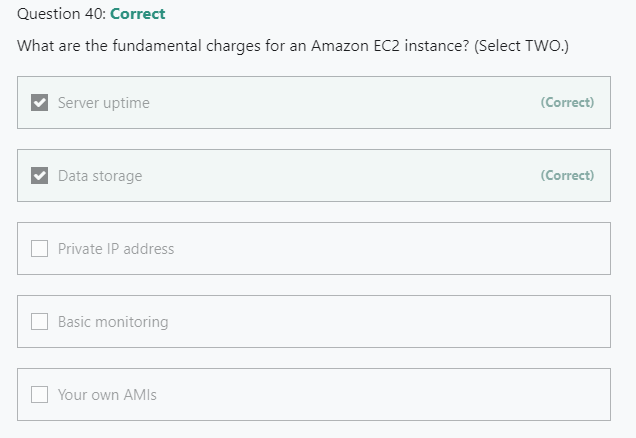 Question 40: Correct
What are the fundamental charges for an Amazon EC2 instance? (Select TWO.)
Server uptime (Correct)
Data storage (Correct)
Private IP address
Basic monitoring
Your own AMIs